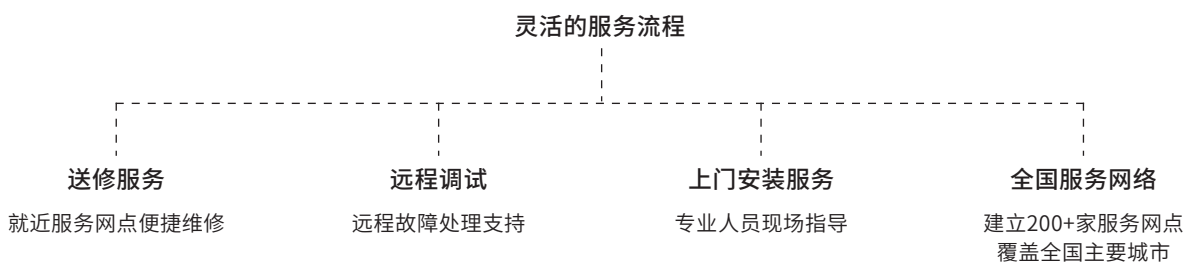 灵活的服务流程
送修服务
就近服务网点便捷维修
远程调试
远程故障处理支持
上门安装服务
专业人员现场指导
全国服务网络
建立200+家服务网点
覆盖全国主要城市